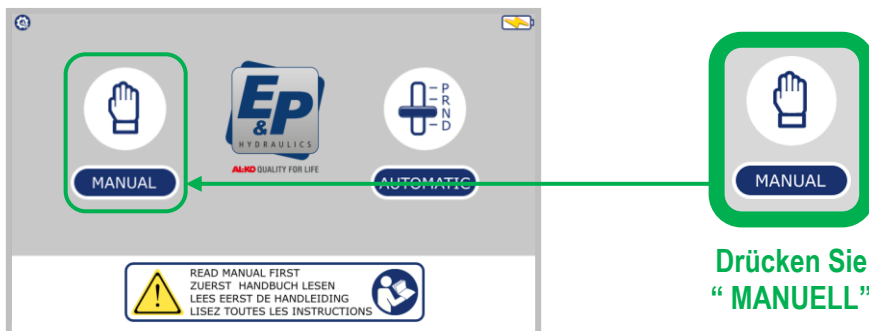 E&P
HYDRAULICS
AL-KO QUALITY FOR LIFE
P
R
N
D
MANUAL
AUTOMATIC
READ MANUAL FIRST
ZUERST HANDBUCH LESEN
LEES EERST DE HANDLEIDING
LISEZ TOUTES LES INSTRUCTIONS
MANUAL
Drücken Sie
“ MANUELL”